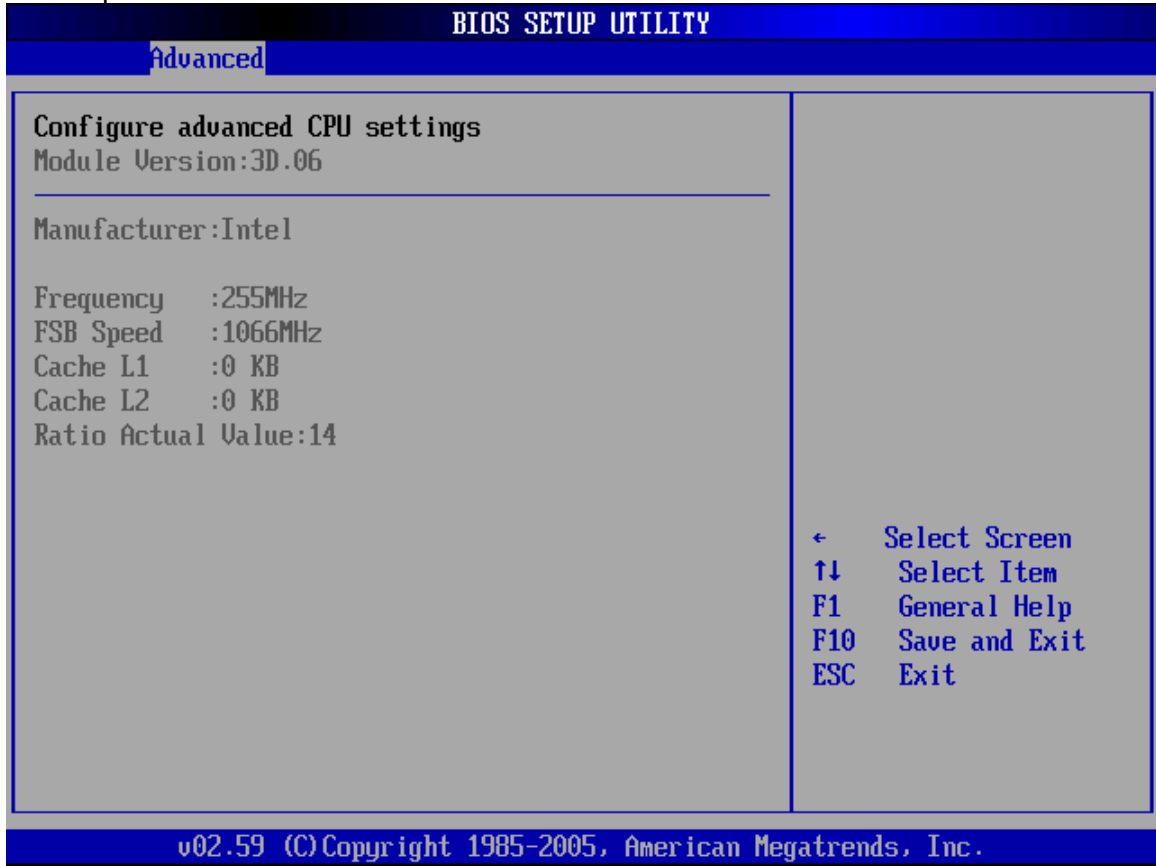 BIOS SETUP UTILITY
Advanced
Configure advanced CPU settings
Module Version:3D.06
Manufacturer:Intel
Frequency :255MHz
FSB Speed :1066MHz
Cache L1 :0 KB
Cache L2 :0 KB
Ratio Actual Value:14
← Select Screen
↑↓ Select Item
F1 General Help
F10 Save and Exit
ESC Exit
v02.59 (C)Copyright 1985-2005, American Megatrends, Inc.